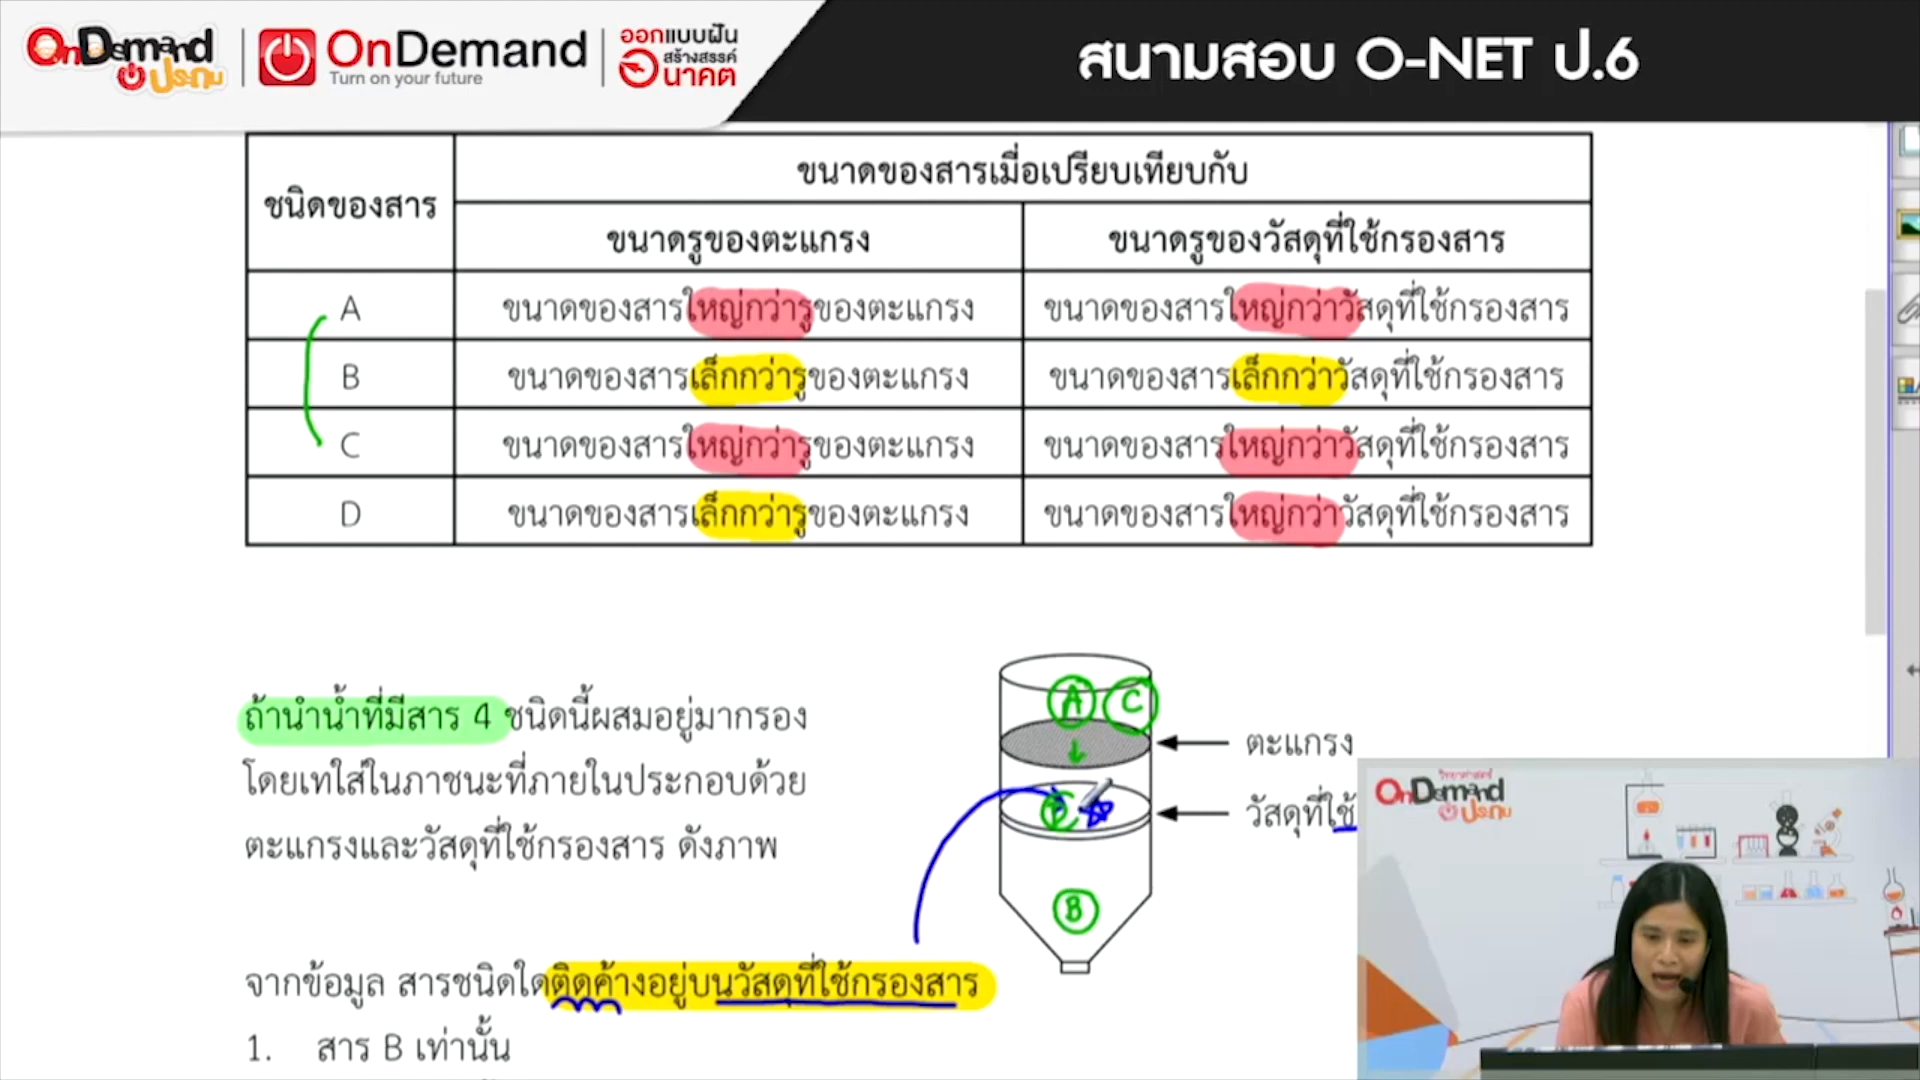 OnDemand ประถม
OnDemand
Turn on your future
ออกแบบฝัน
สร้างสรรค์
อนาคต
สนามสอบ O-NET ป.6
ชนิดของสาร
ขนาดของสารเมื่อเปรียบเทียบกับ
ขนาดรูของตะแกรง
ขนาดรูของวัสดุที่ใช้กรองสาร
A ขนาดของสารใหญ่กว่ารูของตะแกรง ขนาดของสารใหญ่กว่าวัสดุที่ใช้กรองสาร
B ขนาดของสารเล็กกว่ารูของตะแกรง ขนาดของสารเล็กกว่าวัสดุที่ใช้กรองสาร
C ขนาดของสารใหญ่กว่ารูของตะแกรง ขนาดของสารใหญ่กว่าวัสดุที่ใช้กรองสาร
D ขนาดของสารเล็กกว่ารูของตะแกรง ขนาดของสารใหญ่กว่าวัสดุที่ใช้กรองสาร
ถ้านำน้ำที่มีสาร 4 ชนิดนี้ผสมอยู่มากรอง
โดยเทใส่ในภาชนะที่ภายในประกอบด้วย
ตะแกรงและวัสดุที่ใช้กรองสาร ดังภาพ
A C
ตะแกรง
วัสดุที่ใช้
B
จากข้อมูล สารชนิดใดติดค้างอยู่บนวัสดุที่ใช้กรองสาร
1. สาร B เท่านั้น
วิทยาศาสตร์
OnDemand
ประถม